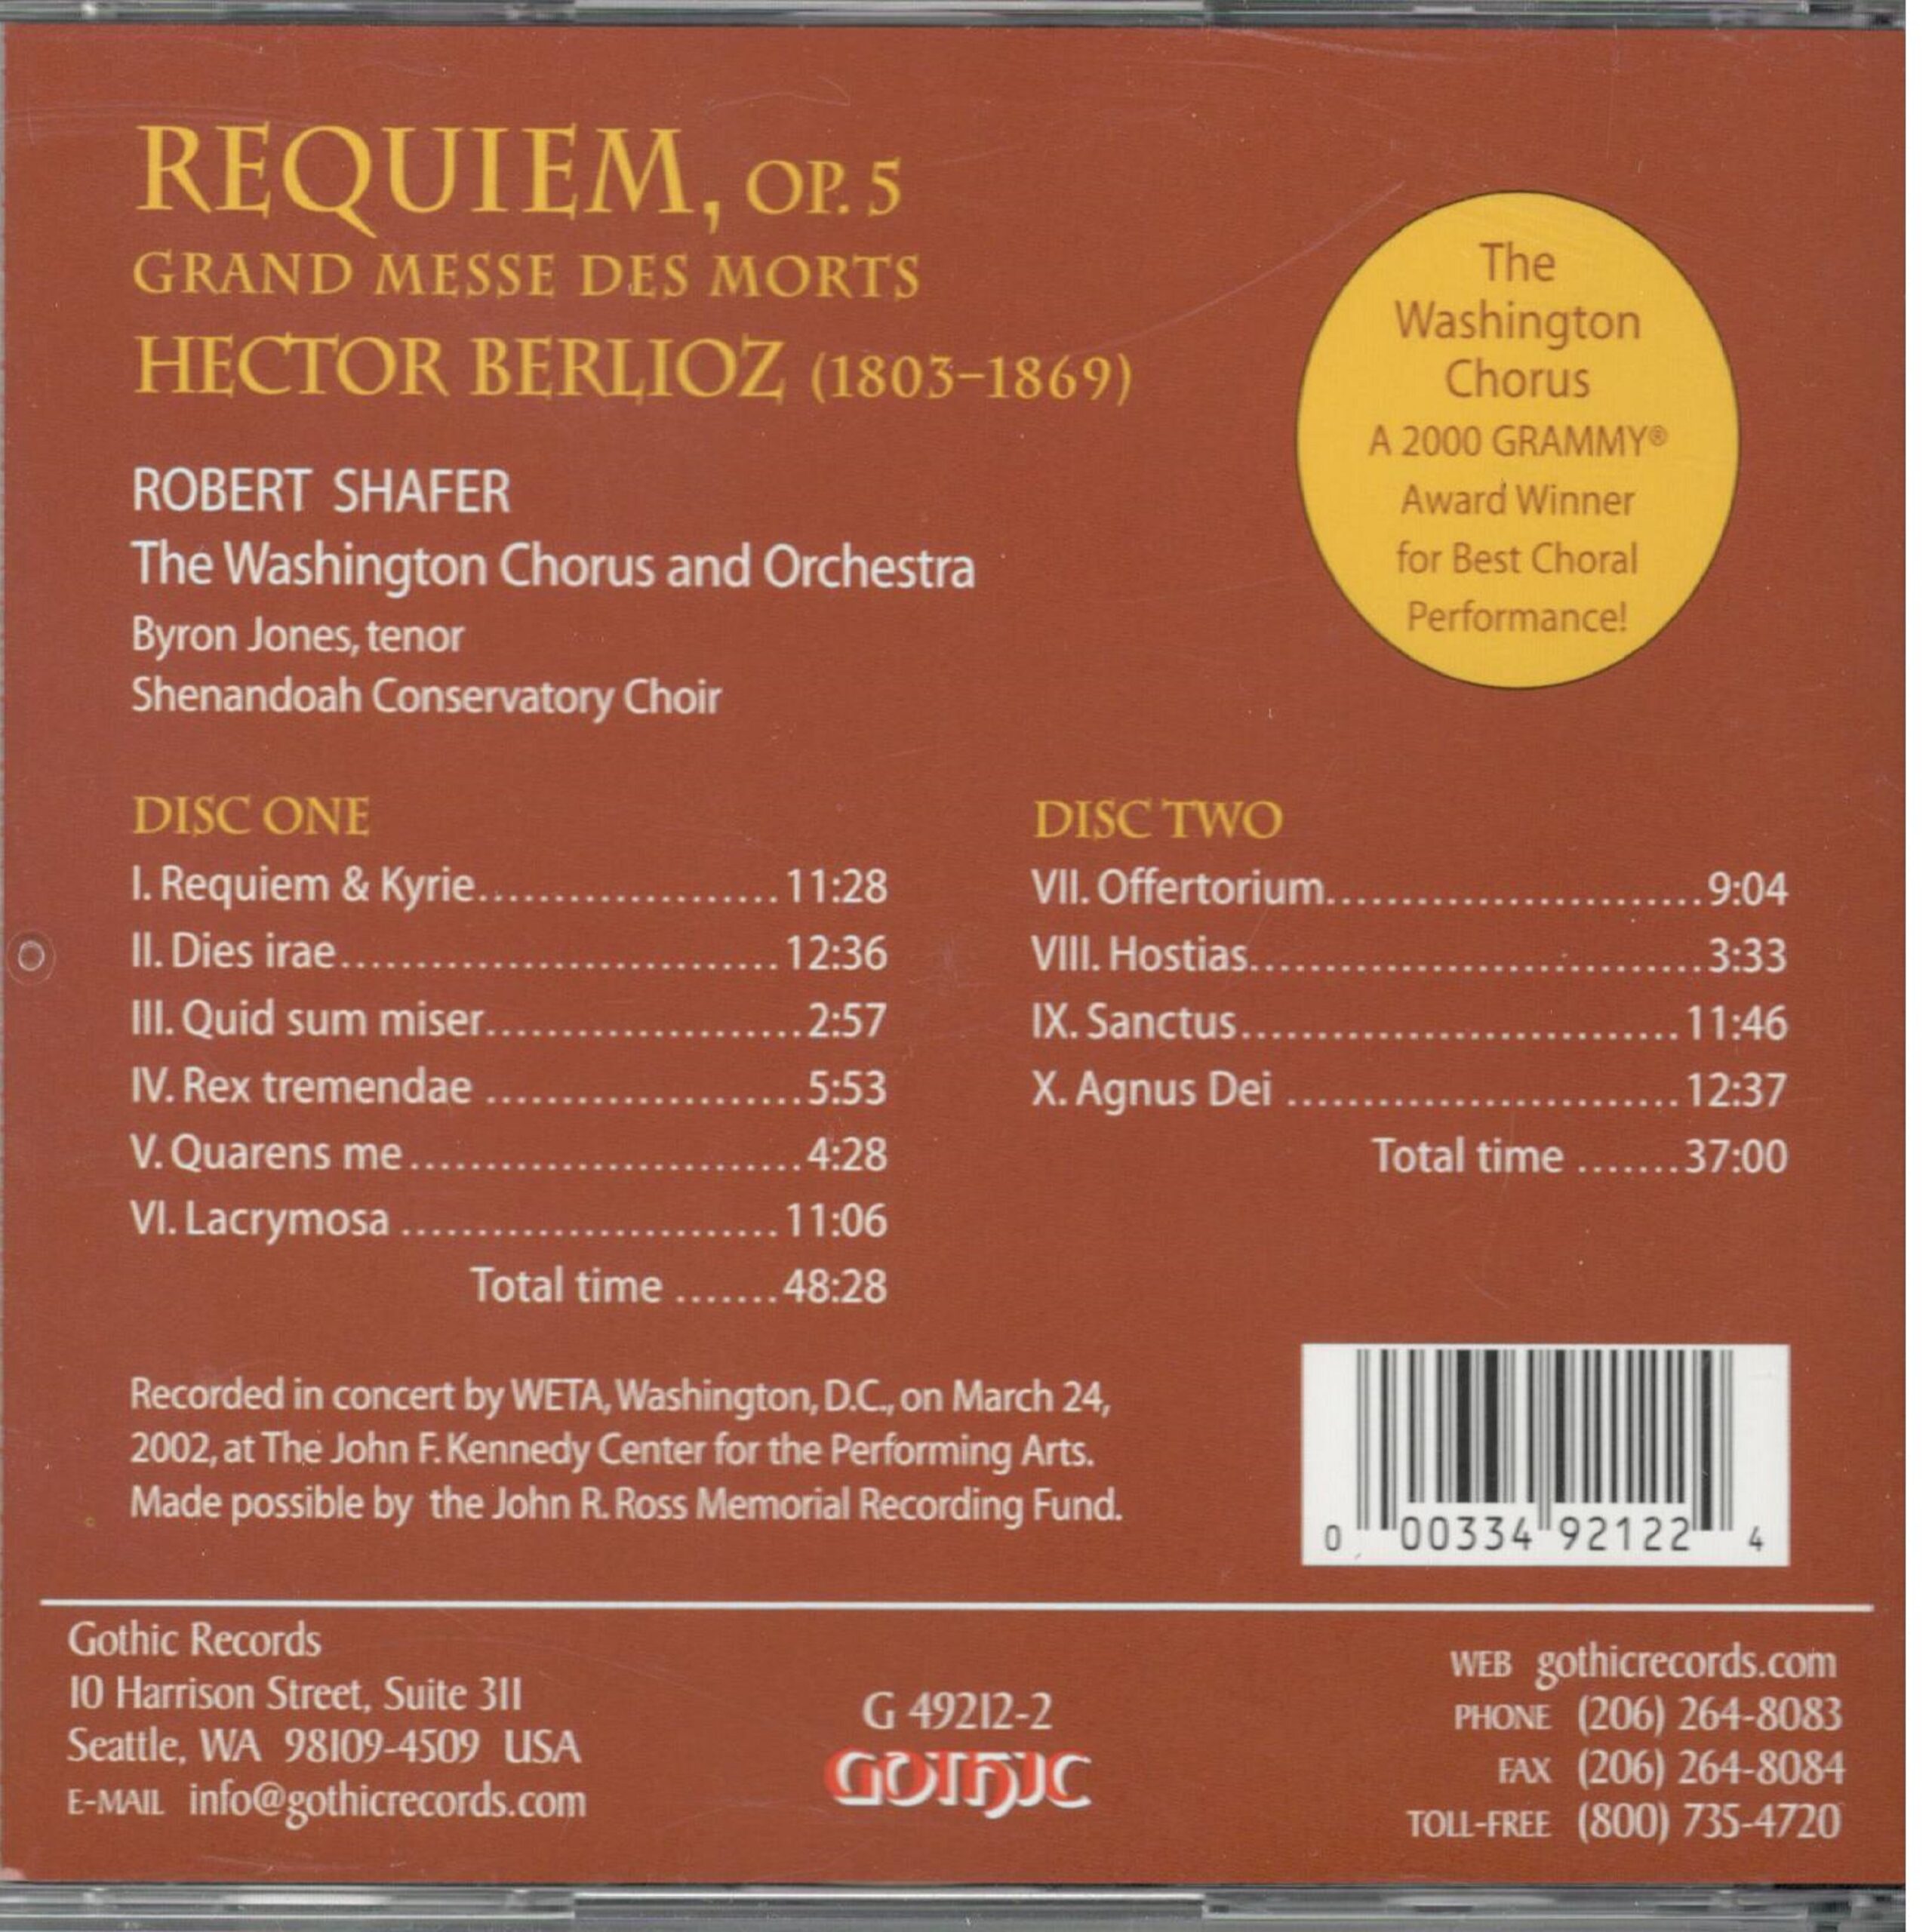 REQUIEM, OP. 5
GRAND MESSE DES MORTS
HECTOR BERLIOZ (1803–1869)
The
Washington
Chorus
A 2000 GRAMMY®
Award Winner
for Best Choral
Performance!
ROBERT SHAFER
The Washington Chorus and Orchestra
Byron Jones, tenor
Shenandoah Conservatory Choir
DISC ONE
I. Requiem & Kyrie....................11:28
II. Dies irae.............................12:36
III. Quid sum miser.....................2:57
IV. Rex tremendae .....................5:53
V. Quarens me..........................4:28
VI. Lacrymosa .........................11:06
Total time .......48:28
DISC TWO
VII. Offertorium.........................9:04
VIII. Hostias..............................3:33
IX. Sanctus.............................11:46
X. Agnus Dei ..........................12:37
Total time .......37:00
Recorded in concert by WETA, Washington, D.C., on March 24,
2002, at The John F. Kennedy Center for the Performing Arts.
Made possible by the John R. Ross Memorial Recording Fund.
0 00334 92122 4
Gothic Records
10 Harrison Street, Suite 311
Seattle, WA 98109-4509 USA
E-MAIL info@gothicrecords.com
G 49212-2
GOTHIC
WEB gothicrecords.com
PHONE (206) 264-8083
FAX (206) 264-8084
TOLL-FREE (800) 735-4720